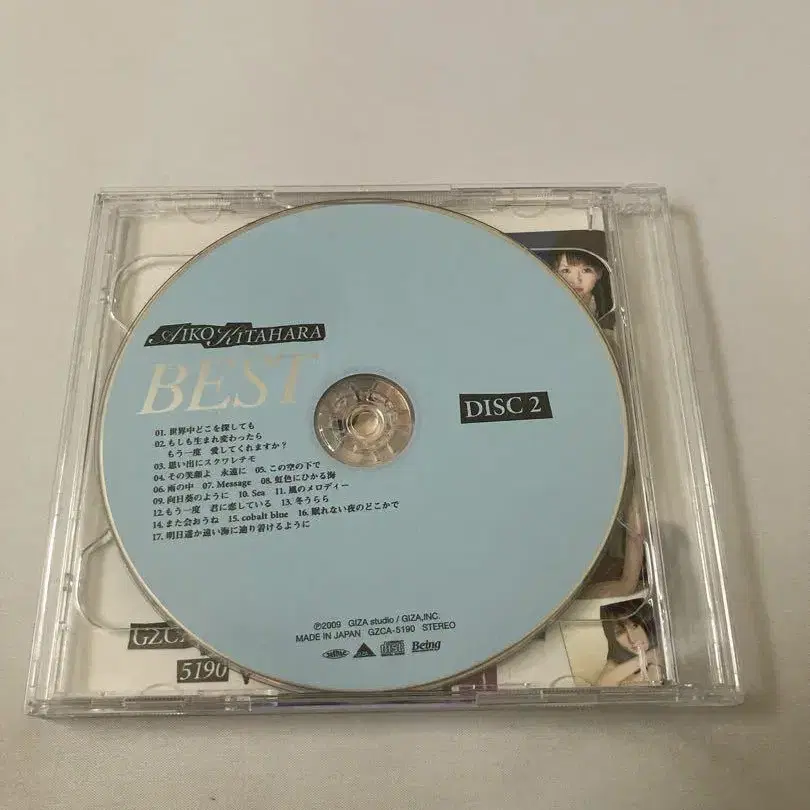 AIKO KITAHARA
BEST
DISC 2
01. 世界中どこを探しても
02. もしも生まれ変わったら
もう一度 愛してくれますか？
03. 思い出にスクワレテモ
04. その笑顔よ 永遠に 05. この空の下で
06. 雨の中 07. Message 08. 虹色にひかる海
09. 向日葵のように 10. Sea 11. 風のメロディー
12. もう一度 君に恋している 13. 冬うらら
14. また会おうね 15. cobalt blue 16. 眠れない夜のどこかで
17. 明日遥か遠い海に辿り着けるように
℗2009 GIZA studio / GIZA,INC.
MADE IN JAPAN GZCA-5190 STEREO
Being
GZCA
5190